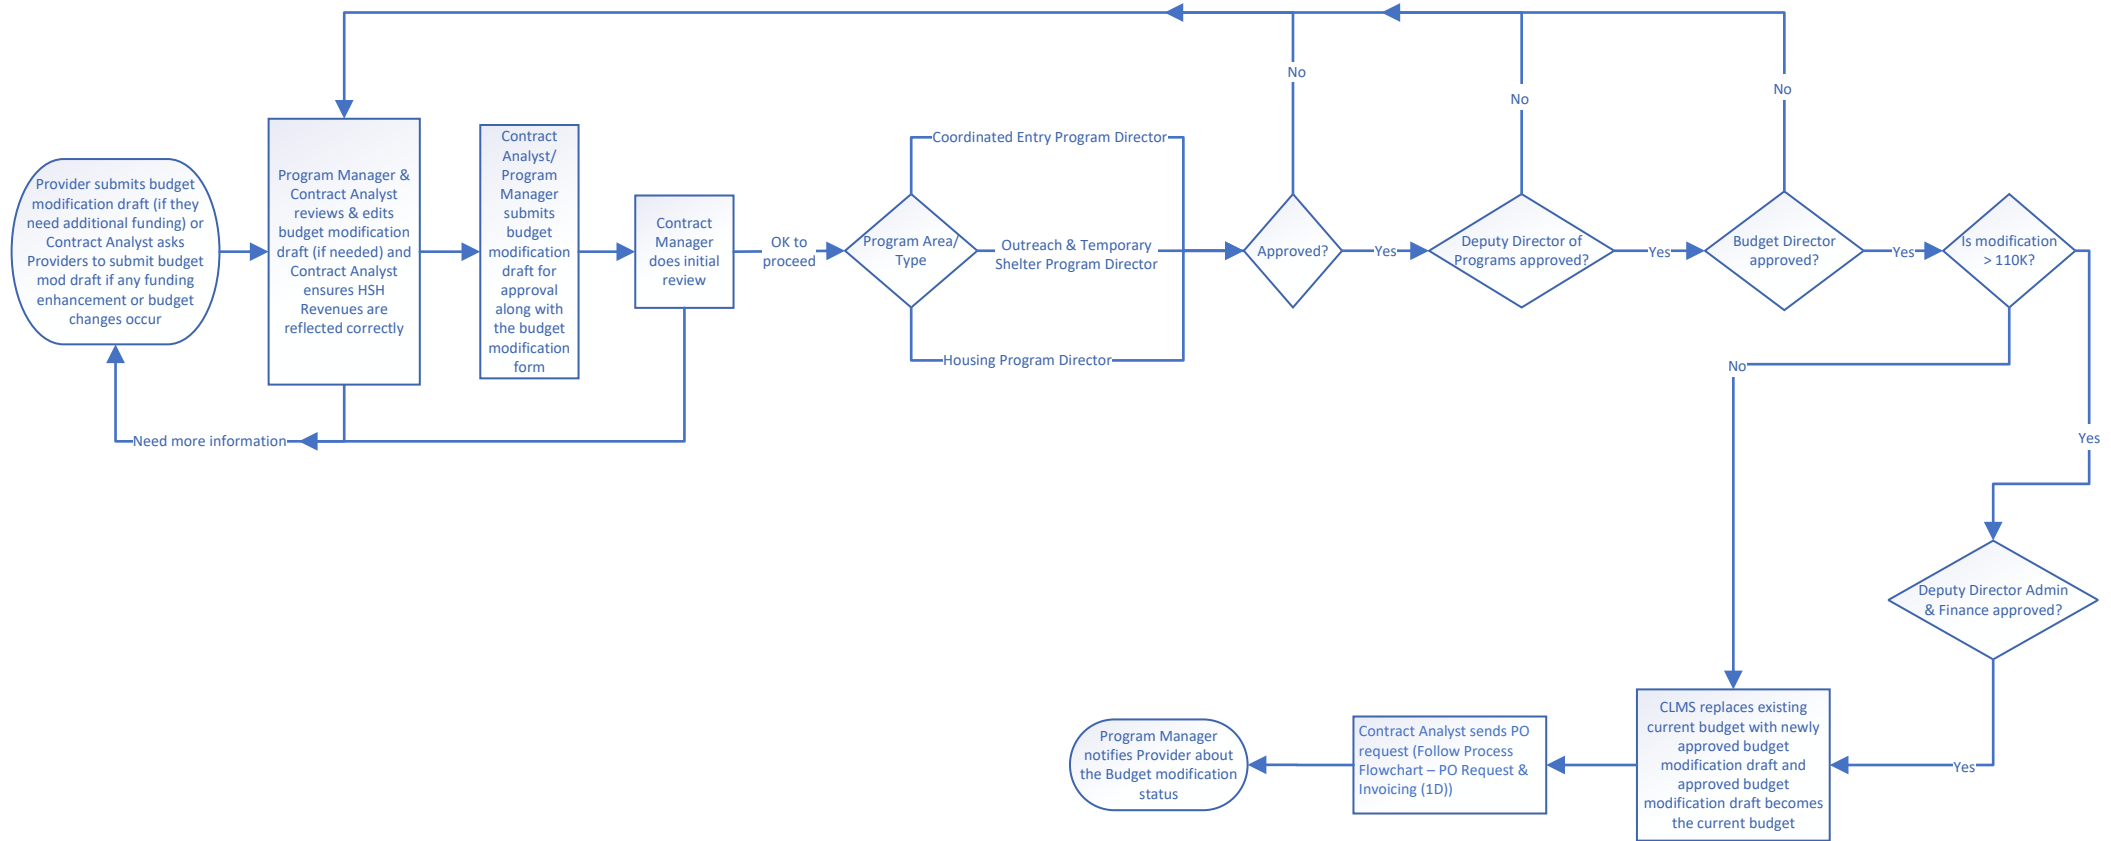 Provider submits budget
modification draft (if they
need additional funding) or
Contract Analyst asks
Providers to submit budget
mod draft if any funding
enhancement or budget
changes occur
Program Manager &
Contract Analyst
reviews & edits
budget modification
draft (if needed) and
Contract Analyst
ensures HSH
Revenues are
reflected correctly
Need more information
Contract
Analyst/
Program
Manager
submits
budget
modification
draft for
approval
along with
the budget
modification
form
Contract
Manager
does initial
review
OK to
proceed
Program Area/
Type
Coordinated Entry Program Director
Outreach & Temporary
Shelter Program Director
Housing Program Director
Approved?
No
Yes
Deputy Director of
Programs approved?
No
Yes
Budget Director
approved?
No
Yes
Is modification
> 110K?
No
Yes
Deputy Director Admin
& Finance approved?
Yes
CLMS replaces existing
current budget with newly
approved budget
modification draft and
approved budget
modification draft becomes
the current budget
Contract Analyst sends PO
request (Follow Process
Flowchart – PO Request &
Invoicing (1D))
Program Manager
notifies Provider about
the Budget modification
status